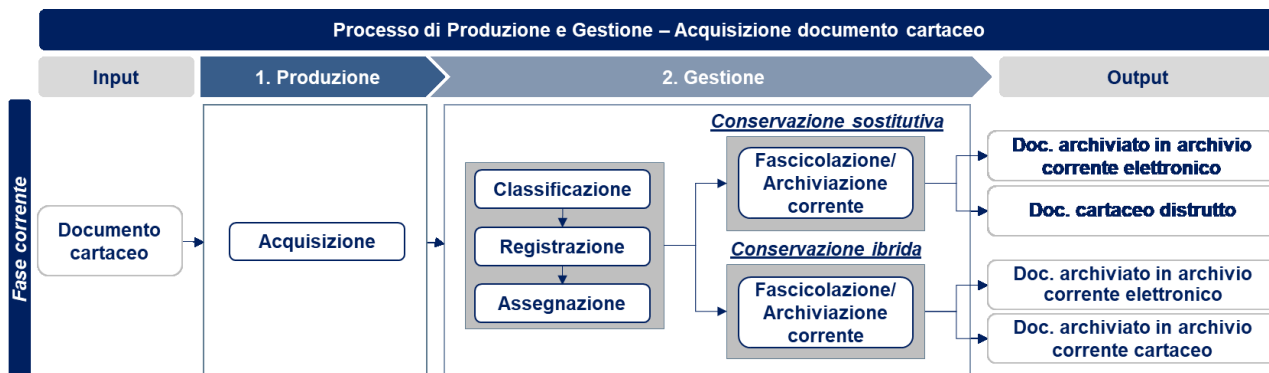 Processo di Produzione e Gestione – Acquisizione documento cartaceo
Input
1. Produzione
2. Gestione
Output
Fase corrente
Documento
cartaceo
Acquisizione
Classificazione
Registrazione
Assegnazione
Conservazione sostitutiva
Fascicolazione/
Archiviazione
corrente
Conservazione ibrida
Fascicolazione/
Archiviazione
corrente
Doc. archiviato in archivio
corrente elettronico
Doc. cartaceo distrutto
Doc. archiviato in archivio
corrente elettronico
Doc. archiviato in archivio
corrente cartaceo